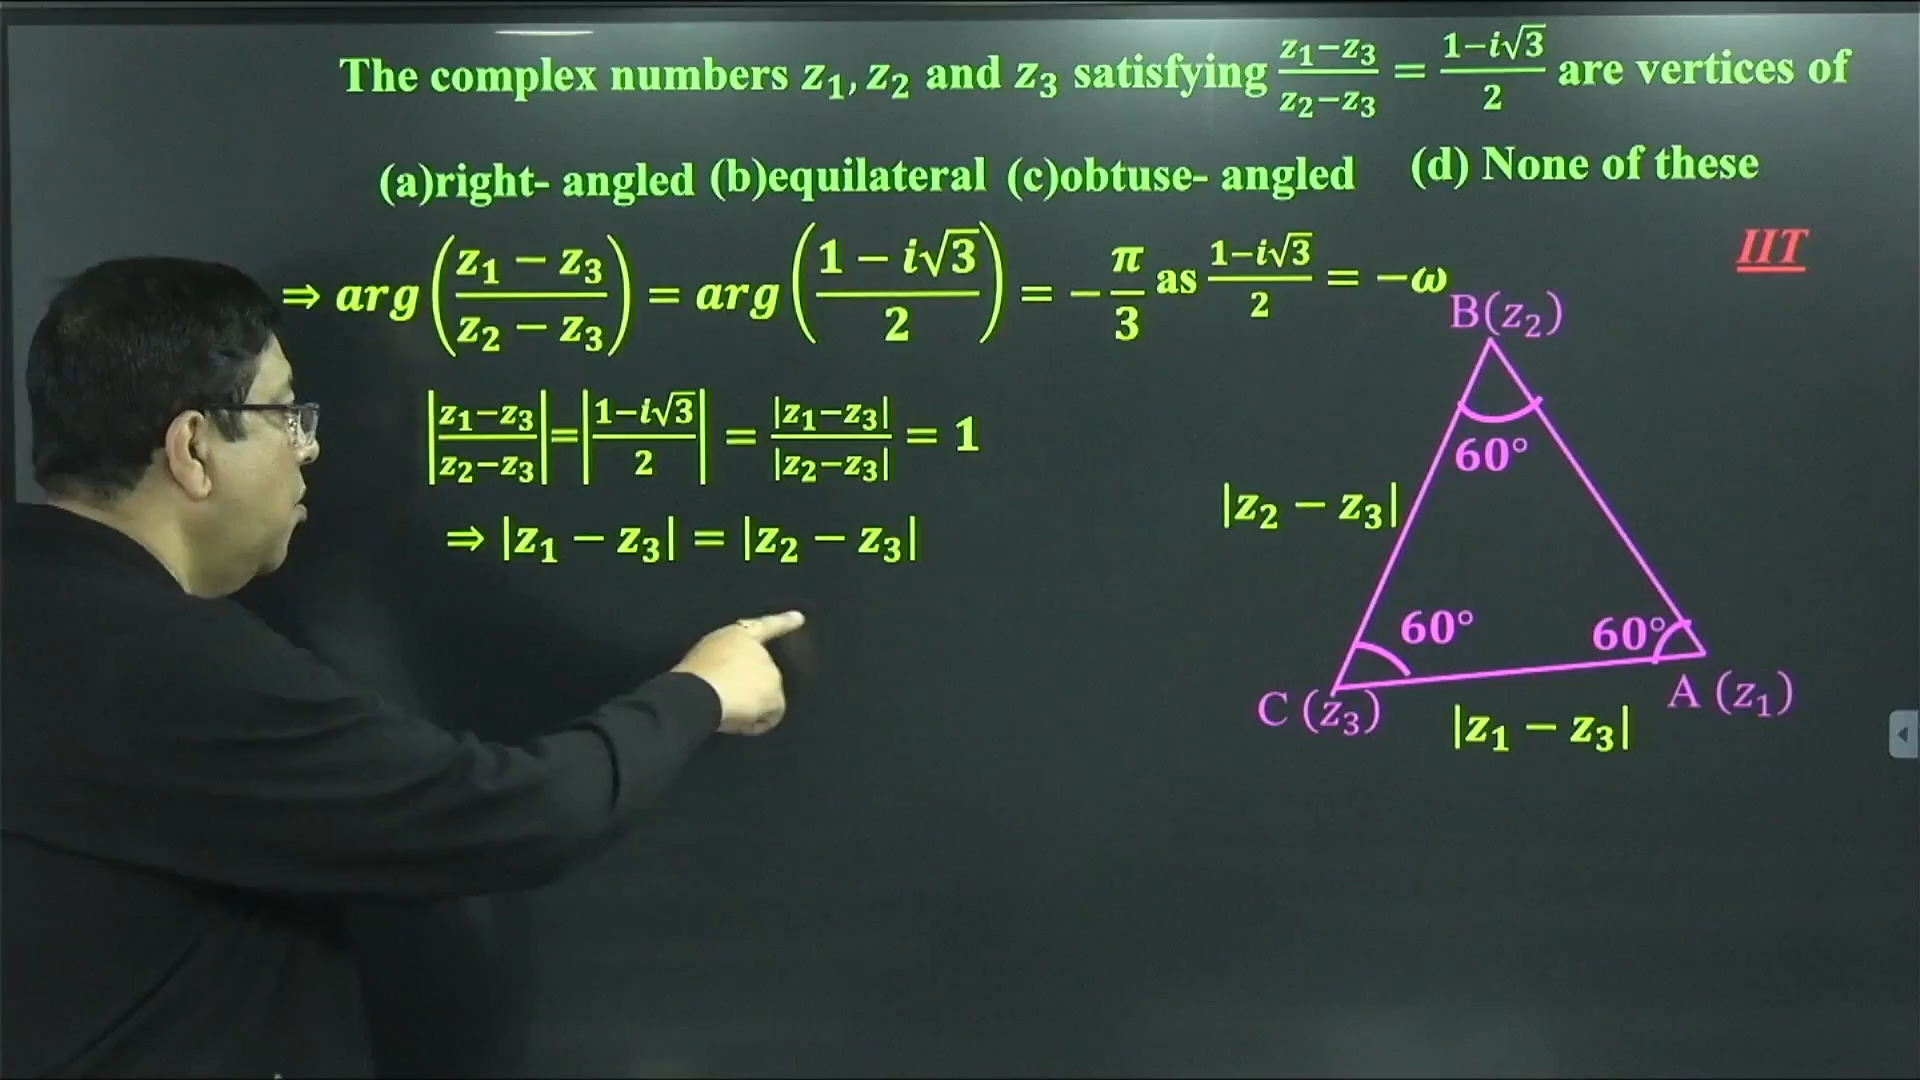 The complex numbers z₁, z₂ and z₃ satisfying (z₁−z₃)/(z₂−z₃) = (1−i√3)/2 are vertices of
(a)right- angled (b)equilateral (c)obtuse- angled (d) None of these
IIT
⇒ arg((z₁ − z₃)/(z₂ − z₃)) = arg((1 − i√3)/2) = −π/3 as (1−i√3)/2 = −ω
|(z₁−z₃)/(z₂−z₃)|=|(1−i√3)/2| = |z₁−z₃|/|z₂−z₃| = 1
⇒ |z₁ − z₃| = |z₂ − z₃|
B(z₂)
60°
|z₂ − z₃|
60° 60°
C (z₃) A (z₁)
|z₁ − z₃|